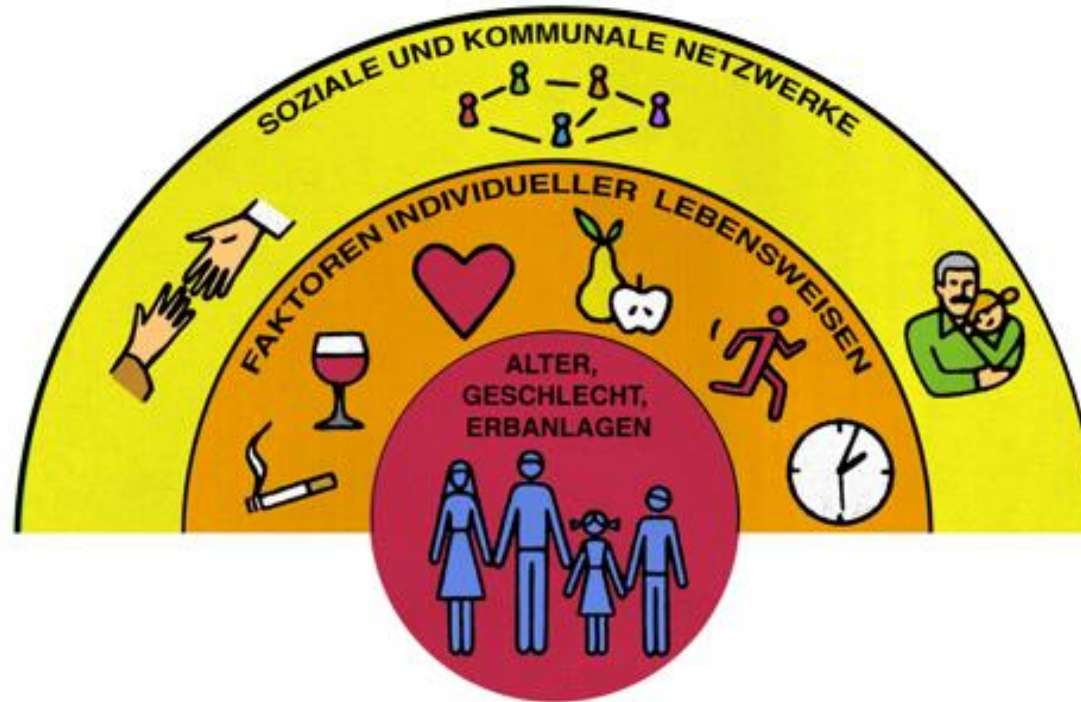 SOZIALE UND KOMMUNALE NETZWERKE
FAKTOREN INDIVIDUELLER LEBENSWEISEN
ALTER,
GESCHLECHT,
ERBANLAGEN